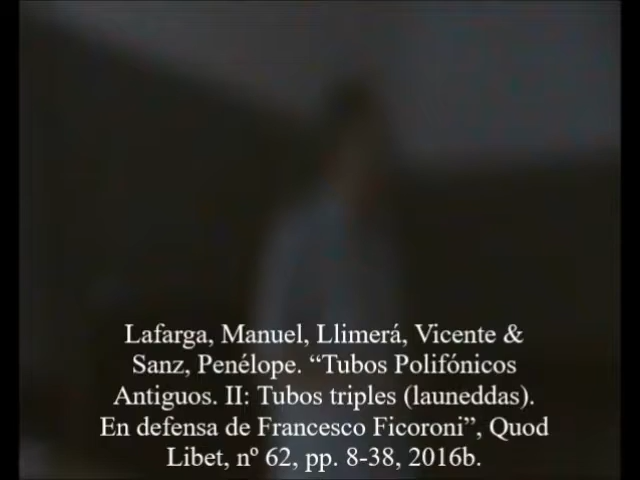 Lafarga, Manuel, Llimerá, Vicente &
Sanz, Penélope. “Tubos Polifónicos
Antiguos. II: Tubos triples (launeddas).
En defensa de Francesco Ficoroni”, Quod
Libet, nº 62, pp. 8-38, 2016b.